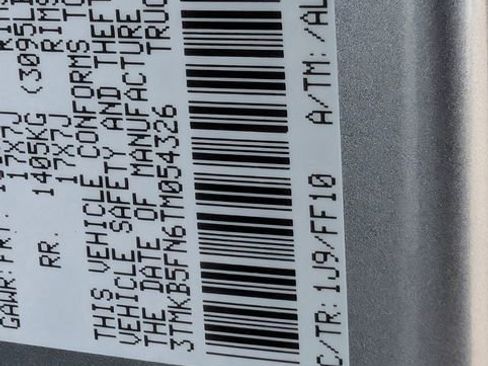 GAWR:FRT.
17X7J RIMS
RR. 1405KG (3095LB
17X7J RIMS
THIS VEHICLE CONFORMS TO
VEHICLE SAFETY AND THEFT
THE DATE OF MANUFACTURE
3TMKB5FN6TM054326 TRUC
C/TR: 1J9/FF10 A/TM: /AL